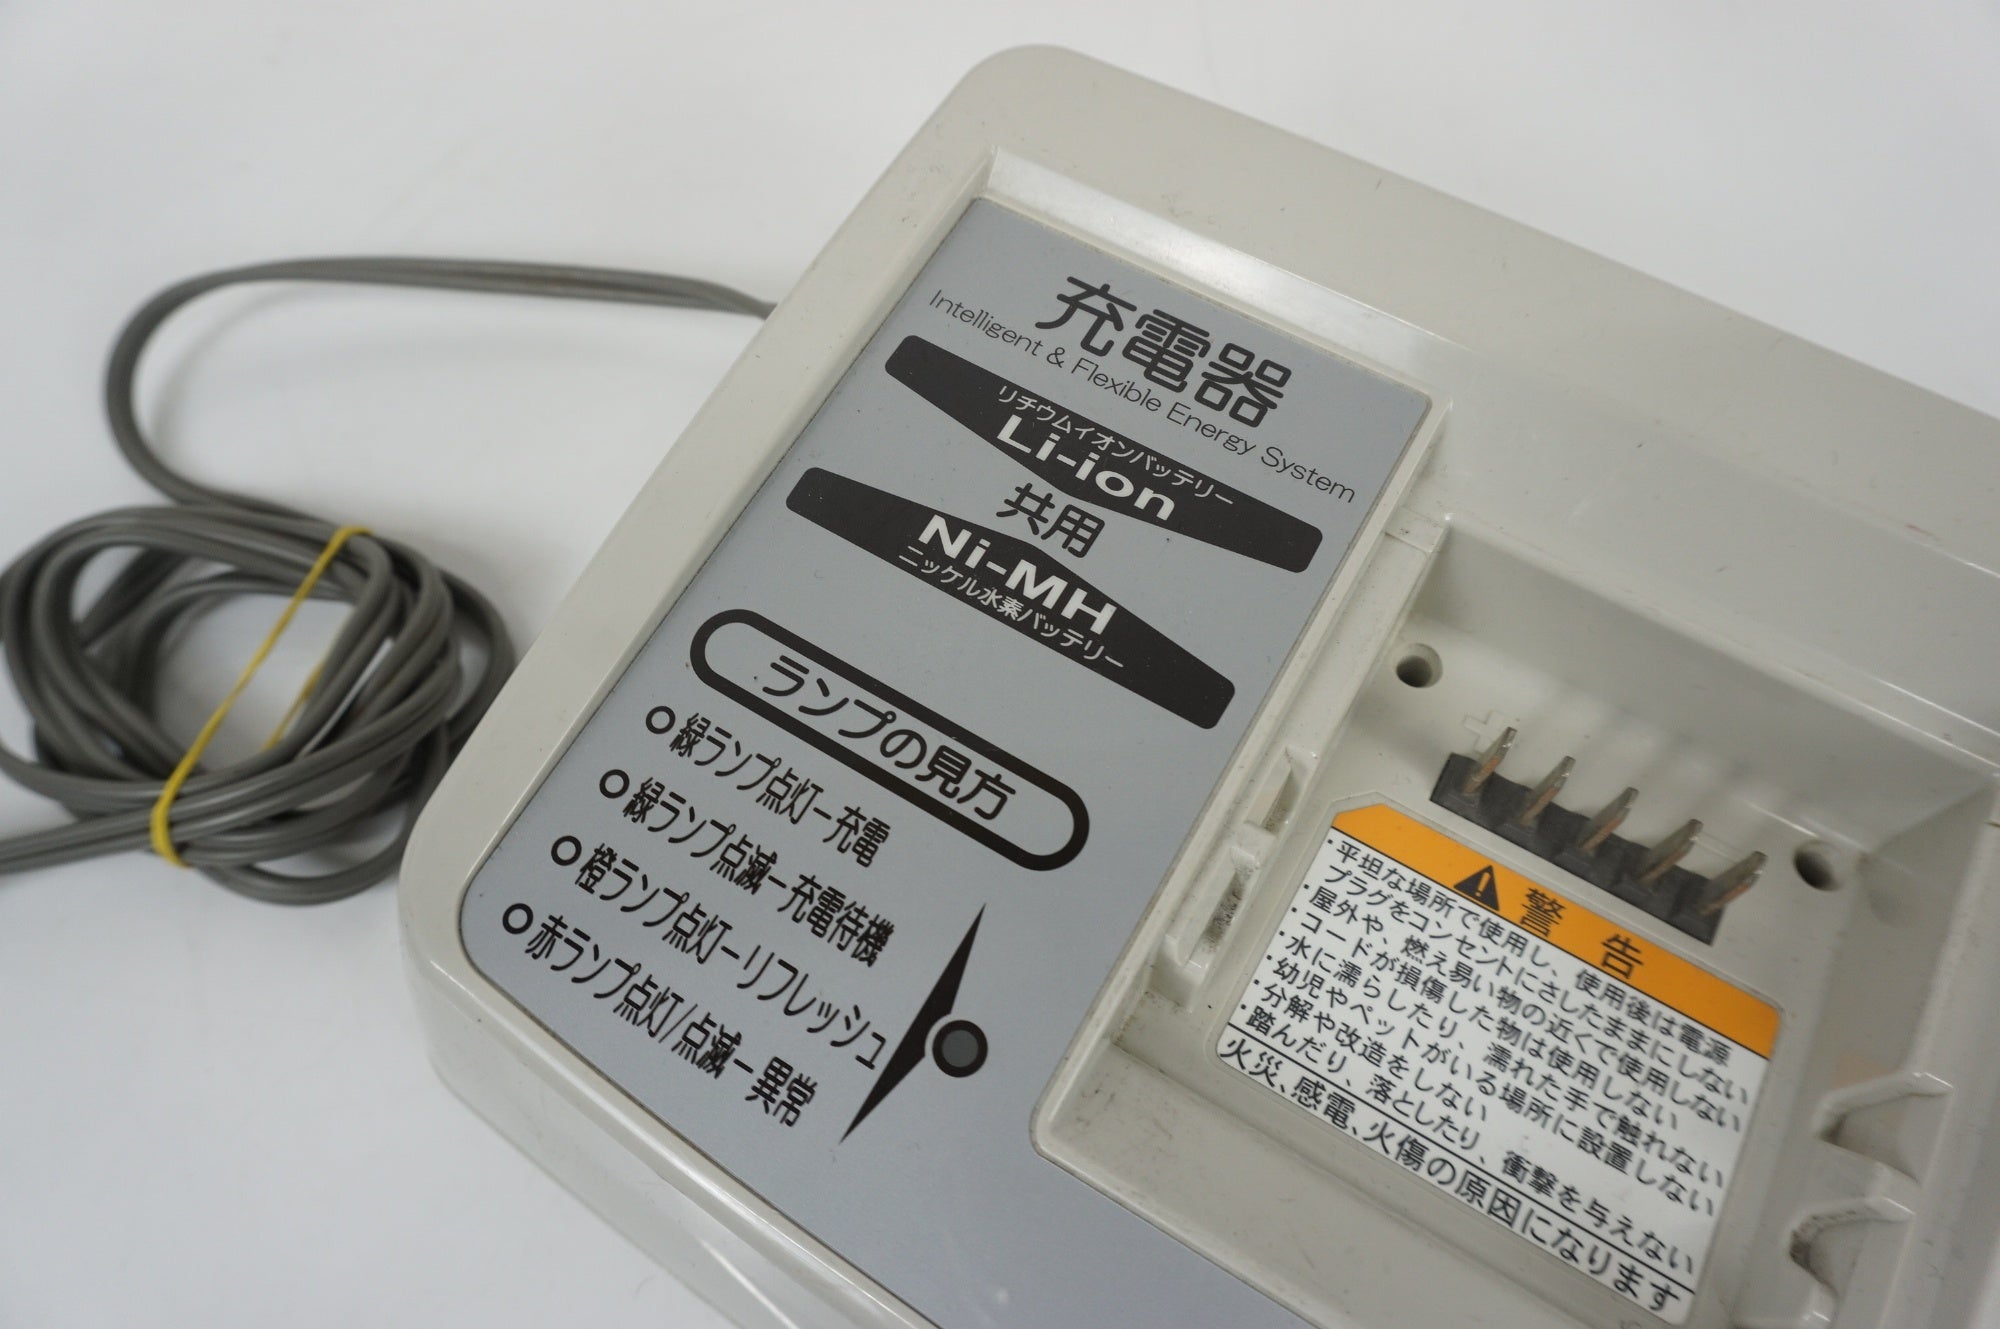 充電器
Intelligent & Flexible Energy System
リチウムイオンバッテリー
Li-ion
共用
Ni-MH
ニッケル水素バッテリー
ランプの見方
緑ランプ点灯ー充電
緑ランプ点滅ー充電待機
橙ランプ点灯ーリフレッシュ
赤ランプ点灯/点滅ー異常
+
警告
・平坦な場所で使用し、使用後は電源
プラグをコンセントにさしたままにしない
・屋外や、燃え易い物の近くで使用しない
・コードが損傷した物は使用しない
・水に濡らしたり、濡れた手で触れない
・幼児やペットがいる場所に設置しない
・分解や改造をしない
・踏んだり、落としたり、衝撃を与えない
火災、感電、火傷の原因になります